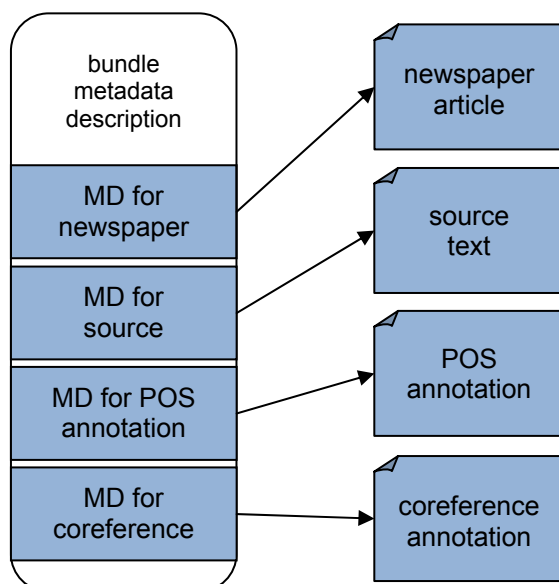 bundle
metadata
description
MD for
newspaper
MD for
source
MD for POS
annotation
MD for
coreference
newspaper
article
source
text
POS
annotation
coreference
annotation